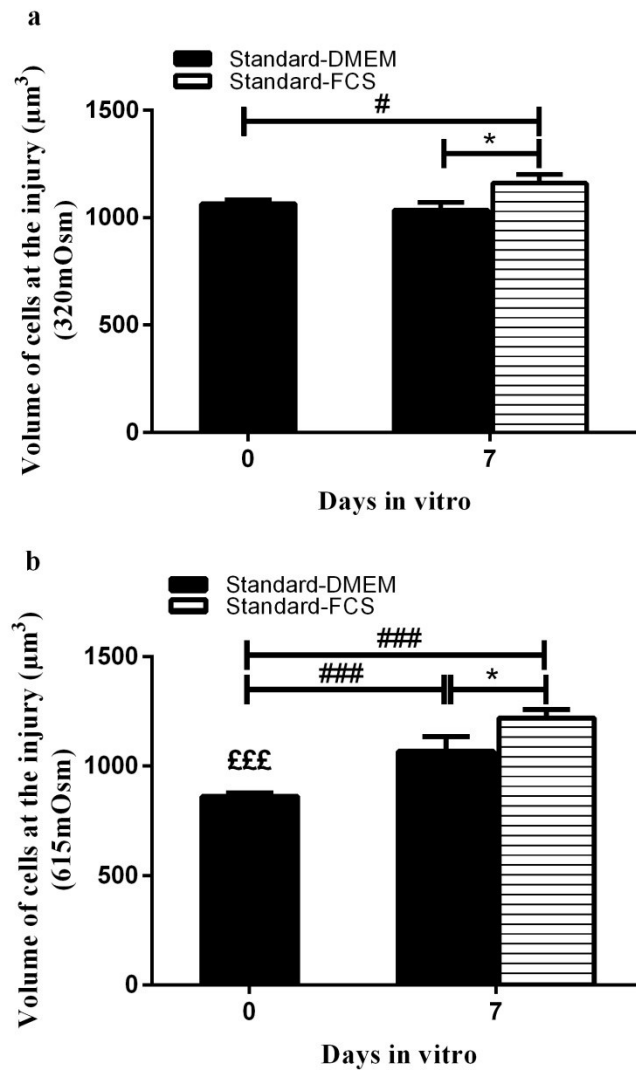 a
Standard-DMEM
Standard-FCS
Volume of cells at the injury (µm³)
(320mOsm)
1500
1000
500
0
#
*
0
7
Days in vitro
b
Standard-DMEM
Standard-FCS
Volume of cells at the injury (µm³)
((615mOsm)
1500
1000
500
0
###
###
*
£££
0
7
Days in vitro